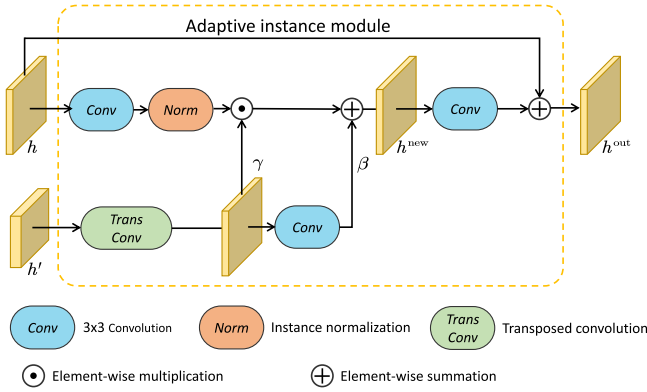 Adaptive instance module
Conv
Norm
h
h^new
Conv
h^out
γ
β
Trans
Conv
Conv
h′
Conv
3x3 Convolution
Norm
Instance normalization
Trans
Conv
Transposed convolution
Element-wise multiplication
Element-wise summation